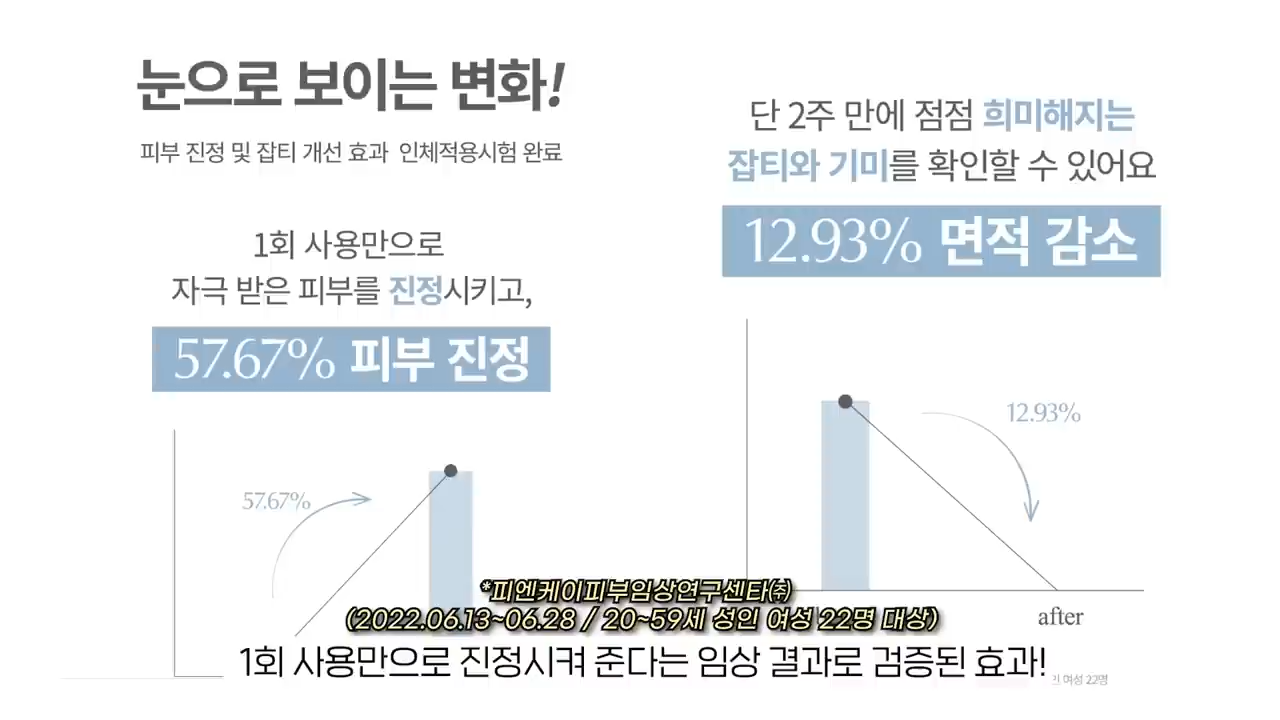 눈으로 보이는 변화!
피부 진정 및 잡티 개선 효과 인체적용시험 완료
1회 사용만으로
자극 받은 피부를 진정시키고,
57.67% 피부 진정
57.67%
단 2주 만에 점점 희미해지는
잡티와 기미를 확인할 수 있어요
12.93% 면적 감소
12.93%
after
*피엔케이피부임상연구센타㈜
(2022.06.13~06.28 / 20~59세 성인 여성 22명 대상)
1회 사용만으로 진정시켜 준다는 임상 결과로 검증된 효과!
여성 22명